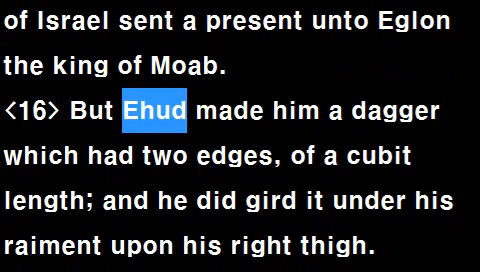 of Israel sent a present unto Eglon
the king of Moab.
<16> But Ehud made him a dagger
which had two edges, of a cubit
length; and he did gird it under his
raiment upon his right thigh.